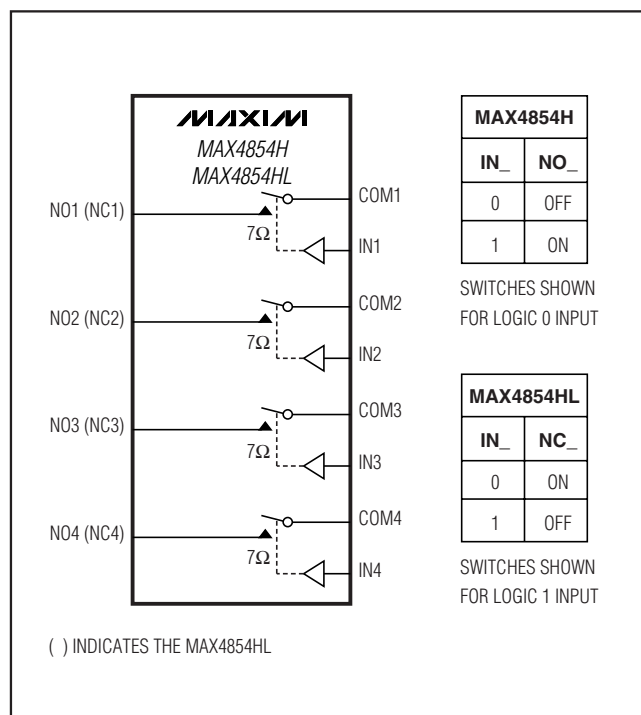 MAXIM
MAX4854H
MAX4854HL
NO1 (NC1)
7Ω
COM1
IN1
NO2 (NC2)
7Ω
COM2
IN2
NO3 (NC3)
7Ω
COM3
IN3
NO4 (NC4)
7Ω
COM4
IN4
( ) INDICATES THE MAX4854HL
MAX4854H
IN_ NO_
0 OFF
1 ON
SWITCHES SHOWN
FOR LOGIC 0 INPUT
MAX4854HL
IN_ NC_
0 ON
1 OFF
SWITCHES SHOWN
FOR LOGIC 1 INPUT